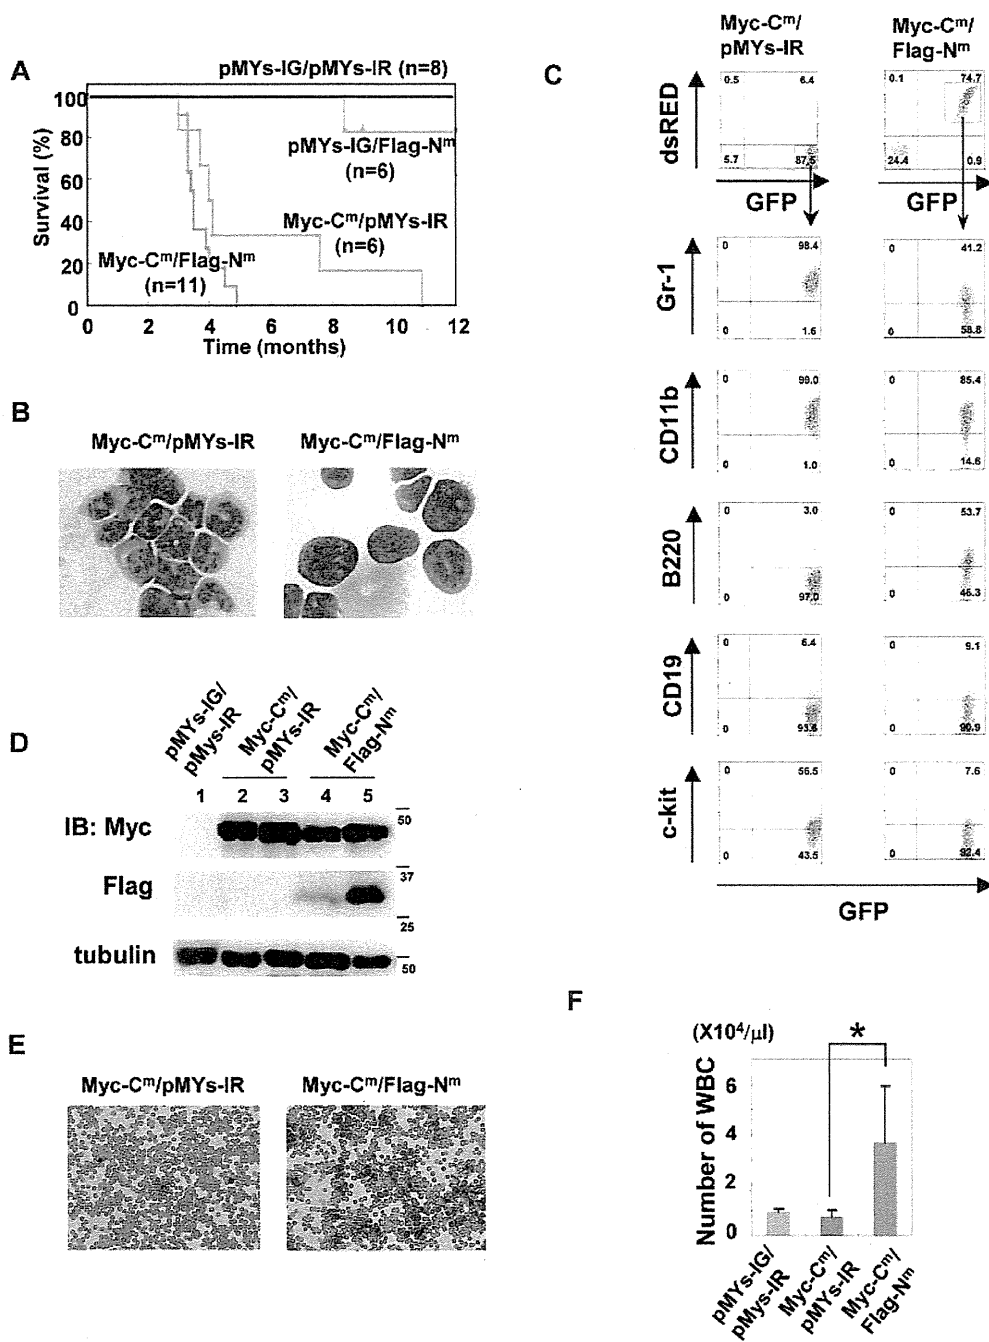 A
pMYs-IG/pMYs-IR (n=8)
Survival (%)
100
80
60
40
20
0
pMYs-IG/Flag-Nᵐ
(n=6)
Myc-Cᵐ/pMYs-IR
(n=6)
Myc-Cᵐ/Flag-Nᵐ
(n=11)
0 2 4 6 8 10 12
Time (months)
B
Myc-Cᵐ/pMYs-IR Myc-Cᵐ/Flag-Nᵐ
C
Myc-Cᵐ/
pMYs-IR
Myc-Cᵐ/
Flag-Nᵐ
dsRED
0.5 6.4
5.7 87.5
0.1 74.7
24.4 0.9
GFP GFP
Gr-1
0 98.4
0 1.6
0 41.2
0 58.8
CD11b
0 99.0
0 1.0
0 85.4
0 14.6
B220
0 3.0
0 97.0
0 53.7
0 46.3
CD19
0 6.4
0 93.6
0 9.1
0 90.9
c-kit
0 56.5
0 43.5
0 7.6
0 92.4
GFP
D
pMYs-IG/
pMys-IR
Myc-Cᵐ/
pMYs-IR
Myc-Cᵐ/
Flag-Nᵐ
1 2 3 4 5
IB: Myc
50
Flag
37
25
tubulin
50
E
Myc-Cᵐ/pMYs-IR Myc-Cᵐ/Flag-Nᵐ
F
(X10⁴/μl)
*
Number of WBC
6
4
2
0
pMYs-IG/
pMys-IR
Myc-Cᵐ/
pMYs-IR
Myc-Cᵐ/
Flag-Nᵐ